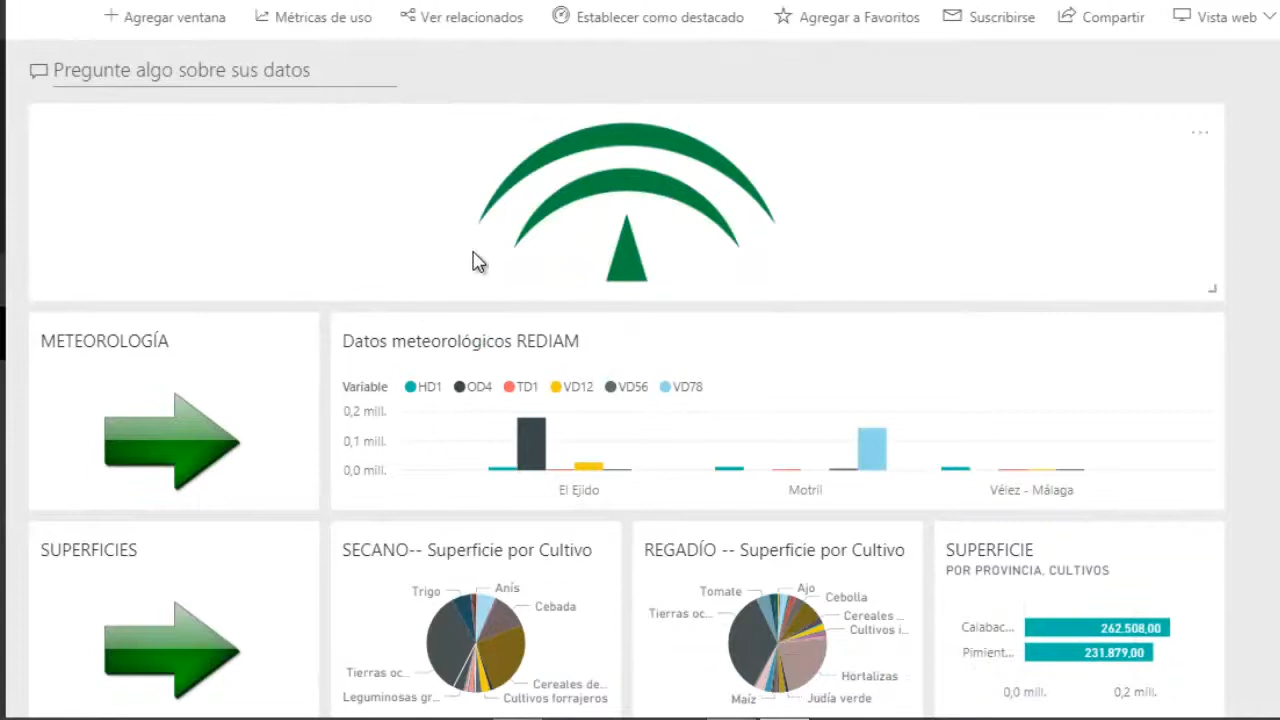 Agregar ventana Métricas de uso Ver relacionados Establecer como destacado Agregar a Favoritos Suscribirse Compartir Vista web
Pregunte algo sobre sus datos
METEOROLOGÍA
Datos meteorológicos REDIAM
Variable HD1 OD4 TD1 VD12 VD56 VD78
0,2 mill.
0,1 mill.
0,0 mill.
El Ejido Motril Vélez - Málaga
SUPERFICIES
SECANO-- Superficie por Cultivo
Trigo Anís
Cebada
Tierras oc...
Cereales de...
Leguminosas gr... Cultivos forrajeros
REGADÍO -- Superficie por Cultivo
Tomate Ajo
Cebolla
Tierras oc... Cereales ...
Cultivos i...
Hortalizas
Maíz Judía verde
SUPERFICIE
POR PROVINCIA, CULTIVOS
Calabac... 262.508,00
Pimient... 231.879,00
0,0 mill. 0,2 mill.